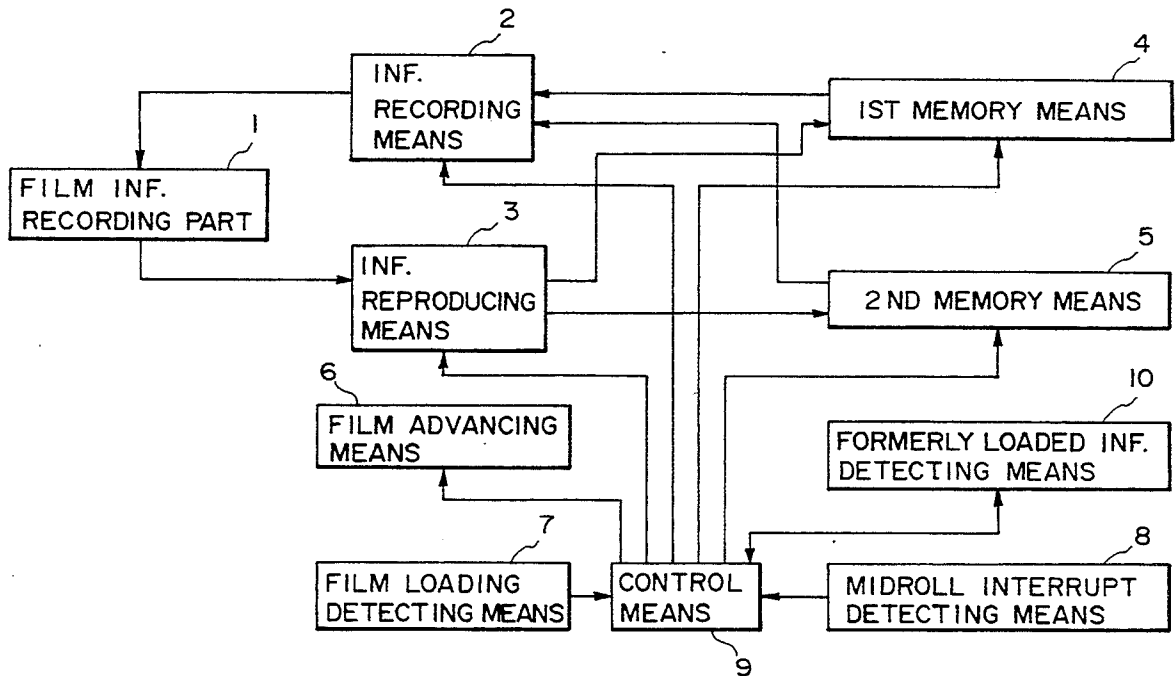 2
INF.
RECORDING
MEANS
4
1ST MEMORY MEANS
1
FILM INF.
RECORDING PART
3
INF.
REPRODUCING
MEANS
5
2ND MEMORY MEANS
6
FILM ADVANCING
MEANS
10
FORMERLY LOADED INF.
DETECTING MEANS
7
FILM LOADING
DETECTING MEANS
CONTROL
MEANS
9
8
MIDROLL INTERRUPT
DETECTING MEANS